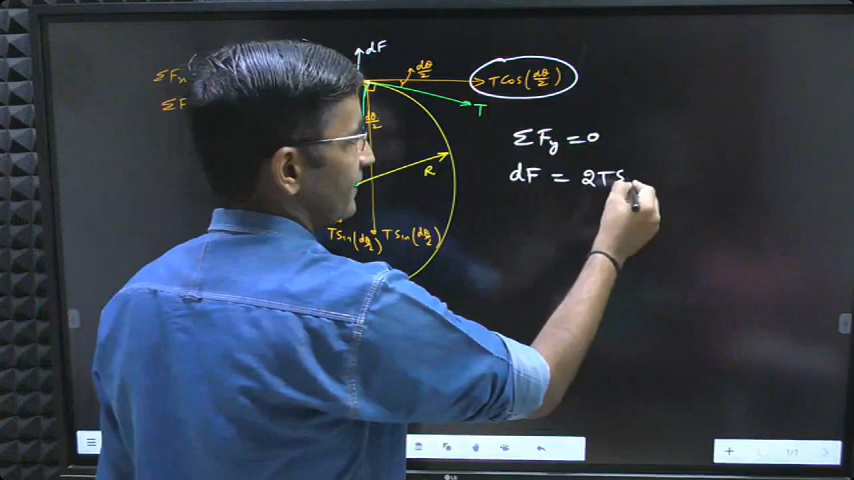 dF
ΣFx
dθ/2
TCos(dθ/2)
ΣF
T
dθ/2
ΣFy = 0
R
dF = 2TS
TSin(dθ/2) TSin(dθ/2)
1/1
LG